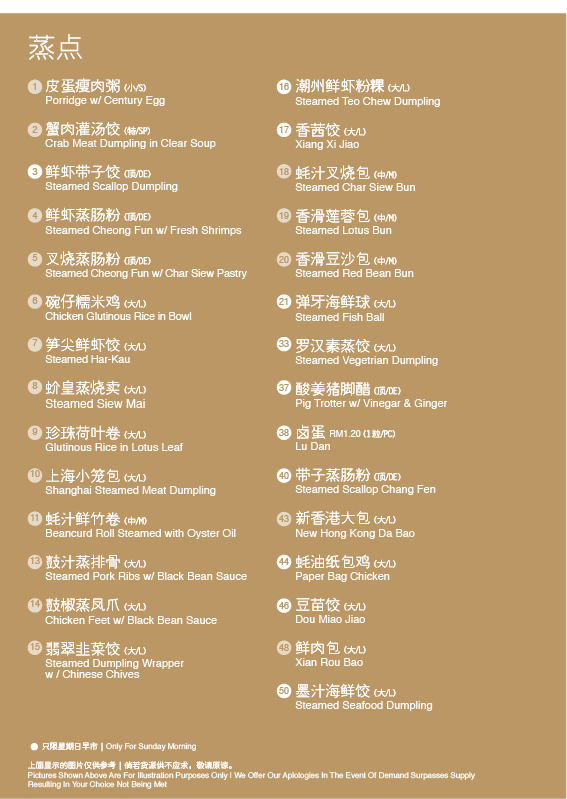 蒸点
1 皮蛋瘦肉粥 (小/S)
Porridge w/ Century Egg
2 蟹肉灌汤饺 (特/SP)
Crab Meat Dumpling in Clear Soup
3 鲜虾带子饺 (顶/DE)
Steamed Scallop Dumpling
4 鲜虾蒸肠粉 (顶/DE)
Steamed Cheong Fun w/ Fresh Shrimps
5 叉烧蒸肠粉 (顶/DE)
Steamed Cheong Fun w/ Char Siew Pastry
6 碗仔糯米鸡 (大/L)
Chicken Glutinous Rice in Bowl
7 笋尖鲜虾饺 (大/L)
Steamed Har-Kau
8 蚧皇蒸烧卖 (大/L)
Steamed Siew Mai
9 珍珠荷叶卷 (大/L)
Glutinous Rice in Lotus Leaf
10 上海小笼包 (大/L)
Shanghai Steamed Meat Dumpling
11 蚝汁鲜竹卷 (中/M)
Beancurd Roll Steamed with Oyster Oil
13 鼓汁蒸排骨 (大/L)
Steamed Pork Ribs w/ Black Bean Sauce
14 鼓椒蒸凤爪 (大/L)
Chicken Feet w/ Black Bean Sauce
15 翡翠韭菜饺 (大/L)
Steamed Dumpling Wrapper
w / Chinese Chives
16 潮州鲜虾粉粿 (大/L)
Steamed Teo Chew Dumpling
17 香茜饺 (大/L)
Xiang Xi Jiao
18 蚝汁叉烧包 (中/M)
Steamed Char Siew Bun
19 香滑莲蓉包 (中/M)
Steamed Lotus Bun
20 香滑豆沙包 (中/M)
Steamed Red Bean Bun
21 弹牙海鲜球 (大/L)
Steamed Fish Ball
33 罗汉素蒸饺 (大/L)
Steamed Vegetrian Dumpling
37 酸姜猪脚醋 (顶/DE)
Pig Trotter w/ Vinegar & Ginger
38 卤蛋 RM1.20 (1粒/PC)
Lu Dan
40 带子蒸肠粉 (顶/DE)
Steamed Scallop Chang Fen
43 新香港大包 (大/L)
New Hong Kong Da Bao
44 蚝油纸包鸡 (大/L)
Paper Bag Chicken
46 豆苗饺 (大/L)
Dou Miao Jiao
48 鲜肉包 (大/L)
Xian Rou Bao
50 墨汁海鲜饺 (大/L)
Steamed Seafood Dumpling
只限星期日早市 | Only For Sunday Morning
上面显示的图片仅供参考 | 倘若货源供不应求，敬请原谅。
Pictures Shown Above Are For Illustration Purposes Only | We Offer Our Aplologies In The Event Of Demand Surpasses Supply
Resulting In Your Choice Not Being Met